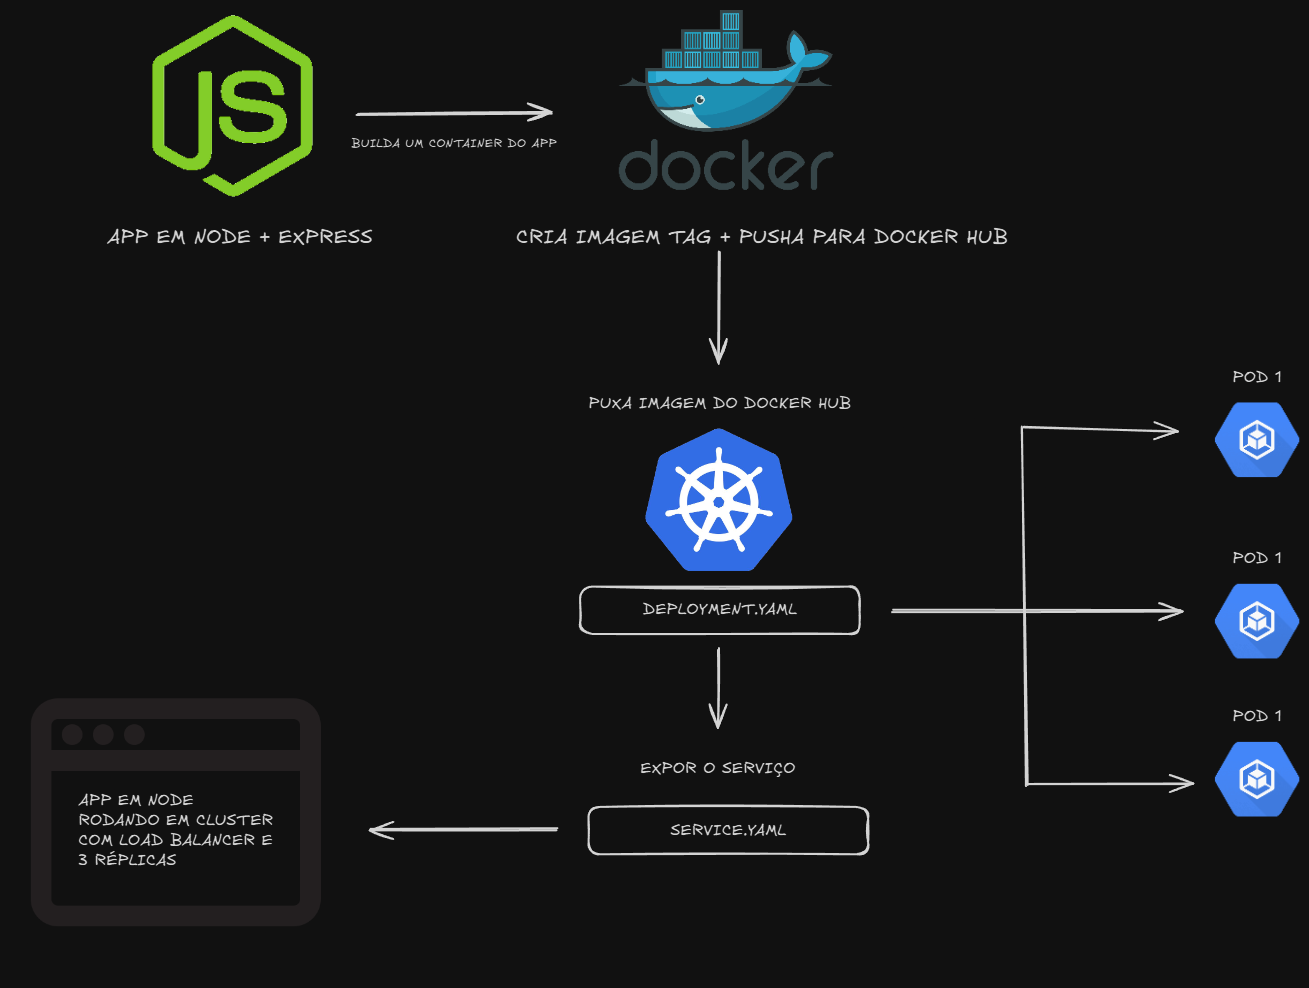 JS
docker
BUILDA UM CONTAINER DO APP
APP EM NODE + EXPRESS
CRIA IMAGEM TAG + PUSHA PARA DOCKER HUB
PUXA IMAGEM DO DOCKER HUB
DEPLOYMENT.YAML
POD 1
POD 1
POD 1
EXPOR O SERVIÇO
SERVICE.YAML
APP EM NODE
RODANDO EM CLUSTER
COM LOAD BALANCER E
3 RÉPLICAS